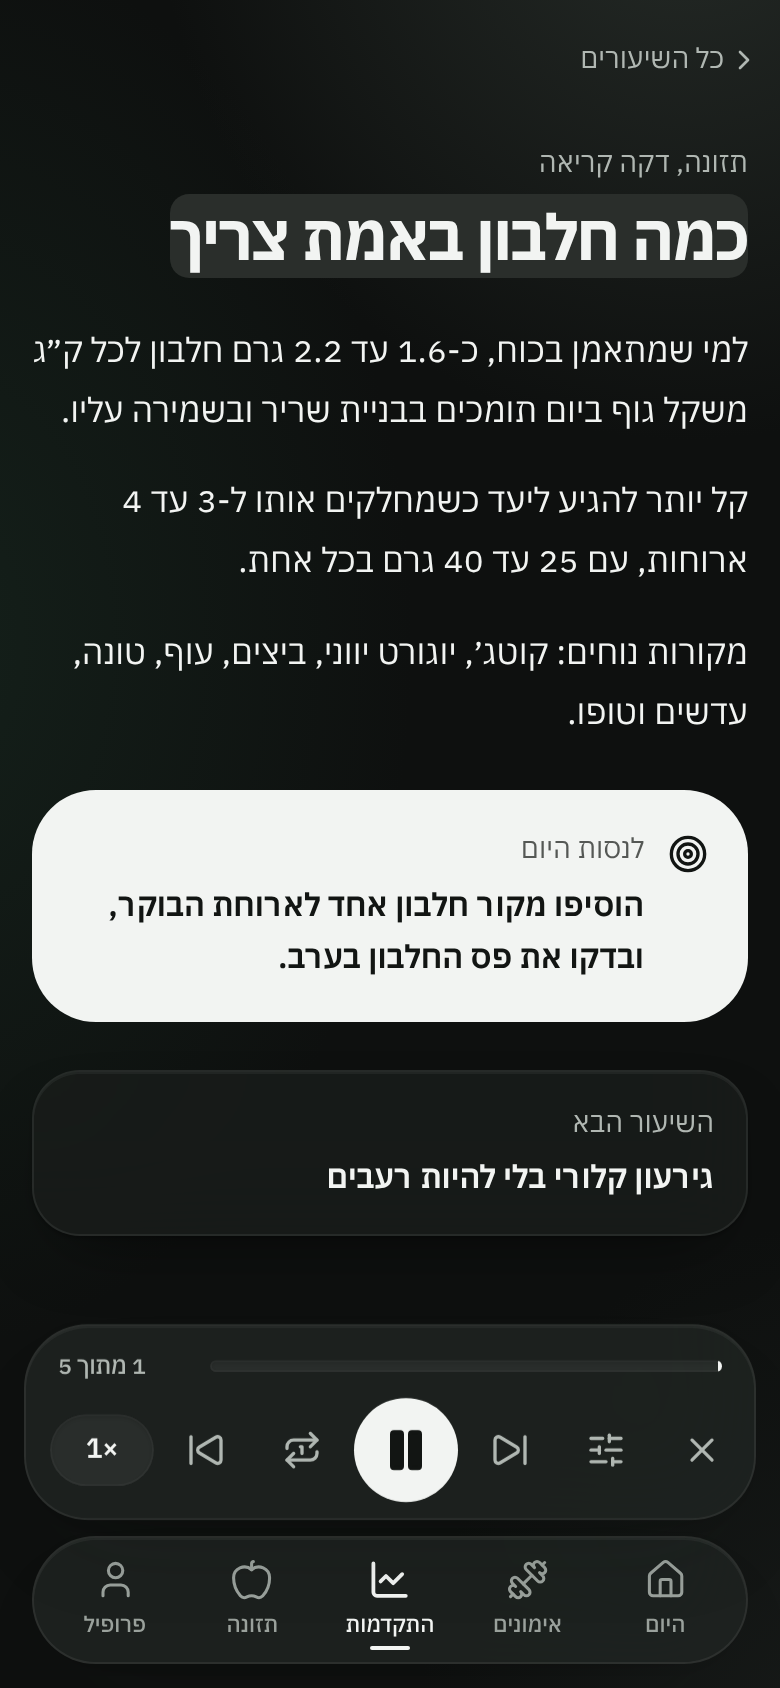 כל השיעורים
תזונה, דקה קריאה
כמה חלבון באמת צריך
למי שמתאמן בכוח, כ-1.6 עד 2.2 גרם חלבון לכל ק״ג
משקל גוף ביום תומכים בבניית שריר ובשמירה עליו.
קל יותר להגיע ליעד כשמחלקים אותו ל-3 עד 4
ארוחות, עם 25 עד 40 גרם בכל אחת.
מקורות נוחים: קוטג׳, יוגורט יווני, ביצים, עוף, טונה,
עדשים וטופו.
לנסות היום
הוסיפו מקור חלבון אחד לארוחת הבוקר,
ובדקו את פס החלבון בערב.
השיעור הבא
גירעון קלורי בלי להיות רעבים
1 מתוך 5
1×
היום
אימונים
התקדמות
תזונה
פרופיל